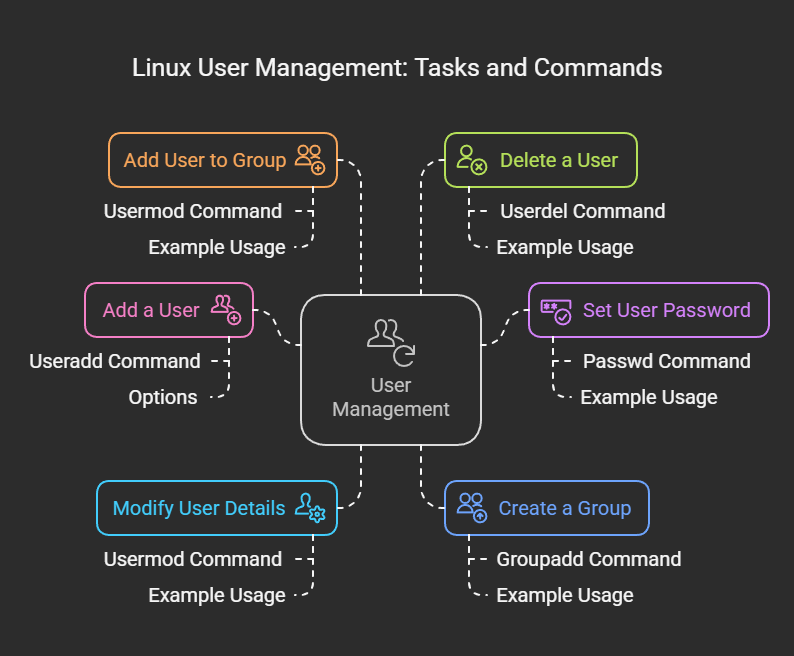 Linux User Management: Tasks and Commands
Add User to Group
Usermod Command
Example Usage
Delete a User
Userdel Command
Example Usage
Add a User
Useradd Command
Options
User
Management
Set User Password
**
Passwd Command
Example Usage
Modify User Details
Usermod Command
Example Usage
Create a Group
Groupadd Command
Example Usage